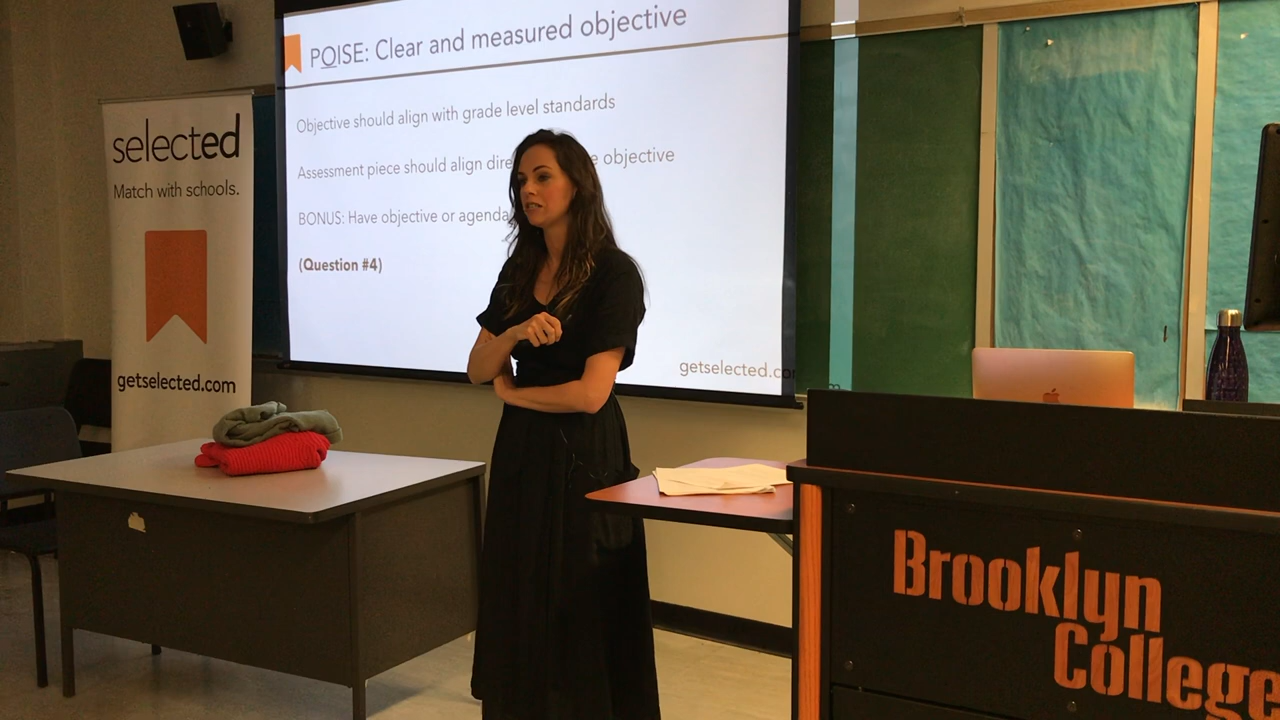 selected
Match with schools.
getselected.com
POISE: Clear and measured objective
Objective should align with grade level standards
Assessment piece should align objective
BONUS: Have objective or agenda
(Question #4)
getselected.co
Brooklyn
College